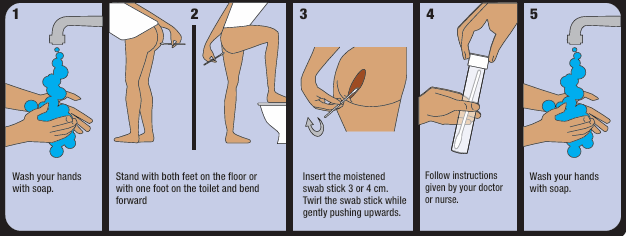 1
Wash your hands
with soap.
2
Stand with both feet on the floor or
with one foot on the toilet and bend
forward
3
Insert the moistened
swab stick 3 or 4 cm.
Twirl the swab stick while
gently pushing upwards.
4
Follow instructions
given by your doctor
or nurse.
5
Wash your hands
with soap.